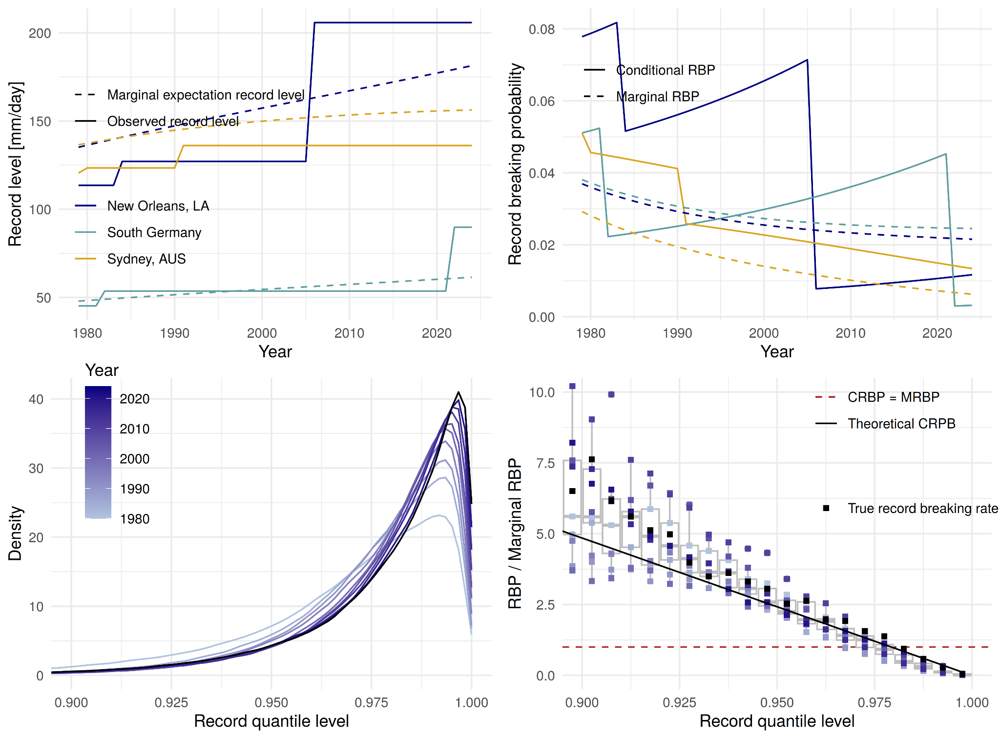 Record level [mm/day]
200
150
100
50
Marginal expectation record level
Observed record level
New Orleans, LA
South Germany
Sydney, AUS
1980 1990 2000 2010 2020
Year
Record breaking probability
0.08
0.06
0.04
0.02
0.00
Conditional RBP
Marginal RBP
1980 1990 2000 2010 2020
Year
Year
2020
2010
2000
1990
1980
Density
40
30
20
10
0
0.900 0.925 0.950 0.975 1.000
Record quantile level
RBP / Marginal RBP
10.0
7.5
5.0
2.5
0.0
CRBP = MRBP
Theoretical CRPB
True record breaking rate
0.900 0.925 0.950 0.975 1.000
Record quantile level